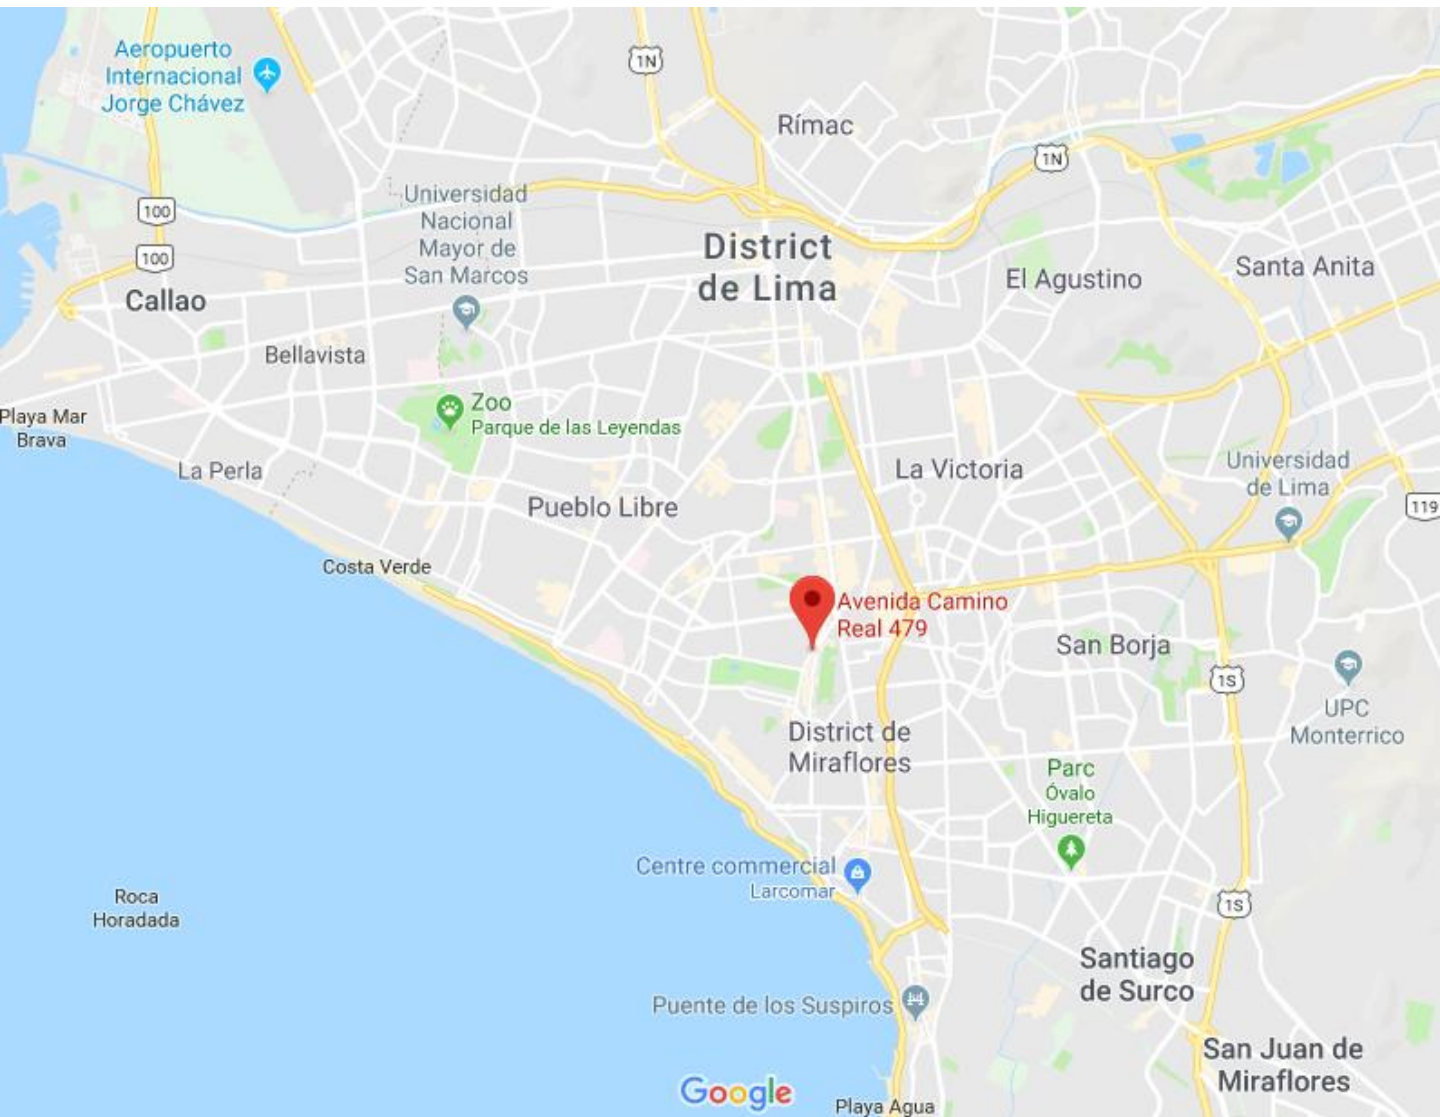 Aeropuerto
Internacional
Jorge Chávez
1N
Rímac
1N
Universidad
Nacional
Mayor de
San Marcos
100
100
District
de Lima
El Agustino
Santa Anita
Callao
Bellavista
Zoo
Parque de las Leyendas
Playa Mar
Brava
La Perla
La Victoria
Universidad
de Lima
119
Pueblo Libre
Costa Verde
Avenida Camino
Real 479
San Borja
1S
UPC
Monterrico
District de
Miraflores
Parc
Óvalo
Higuereta
Centre commercial
Larcomar
Roca
Horadada
1S
Santiago
de Surco
Puente de los Suspiros
San Juan de
Miraflores
Google
Playa Agua